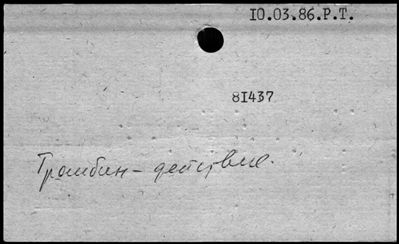 10.03.86.Р.Т.
81437
Тромбин – действие.